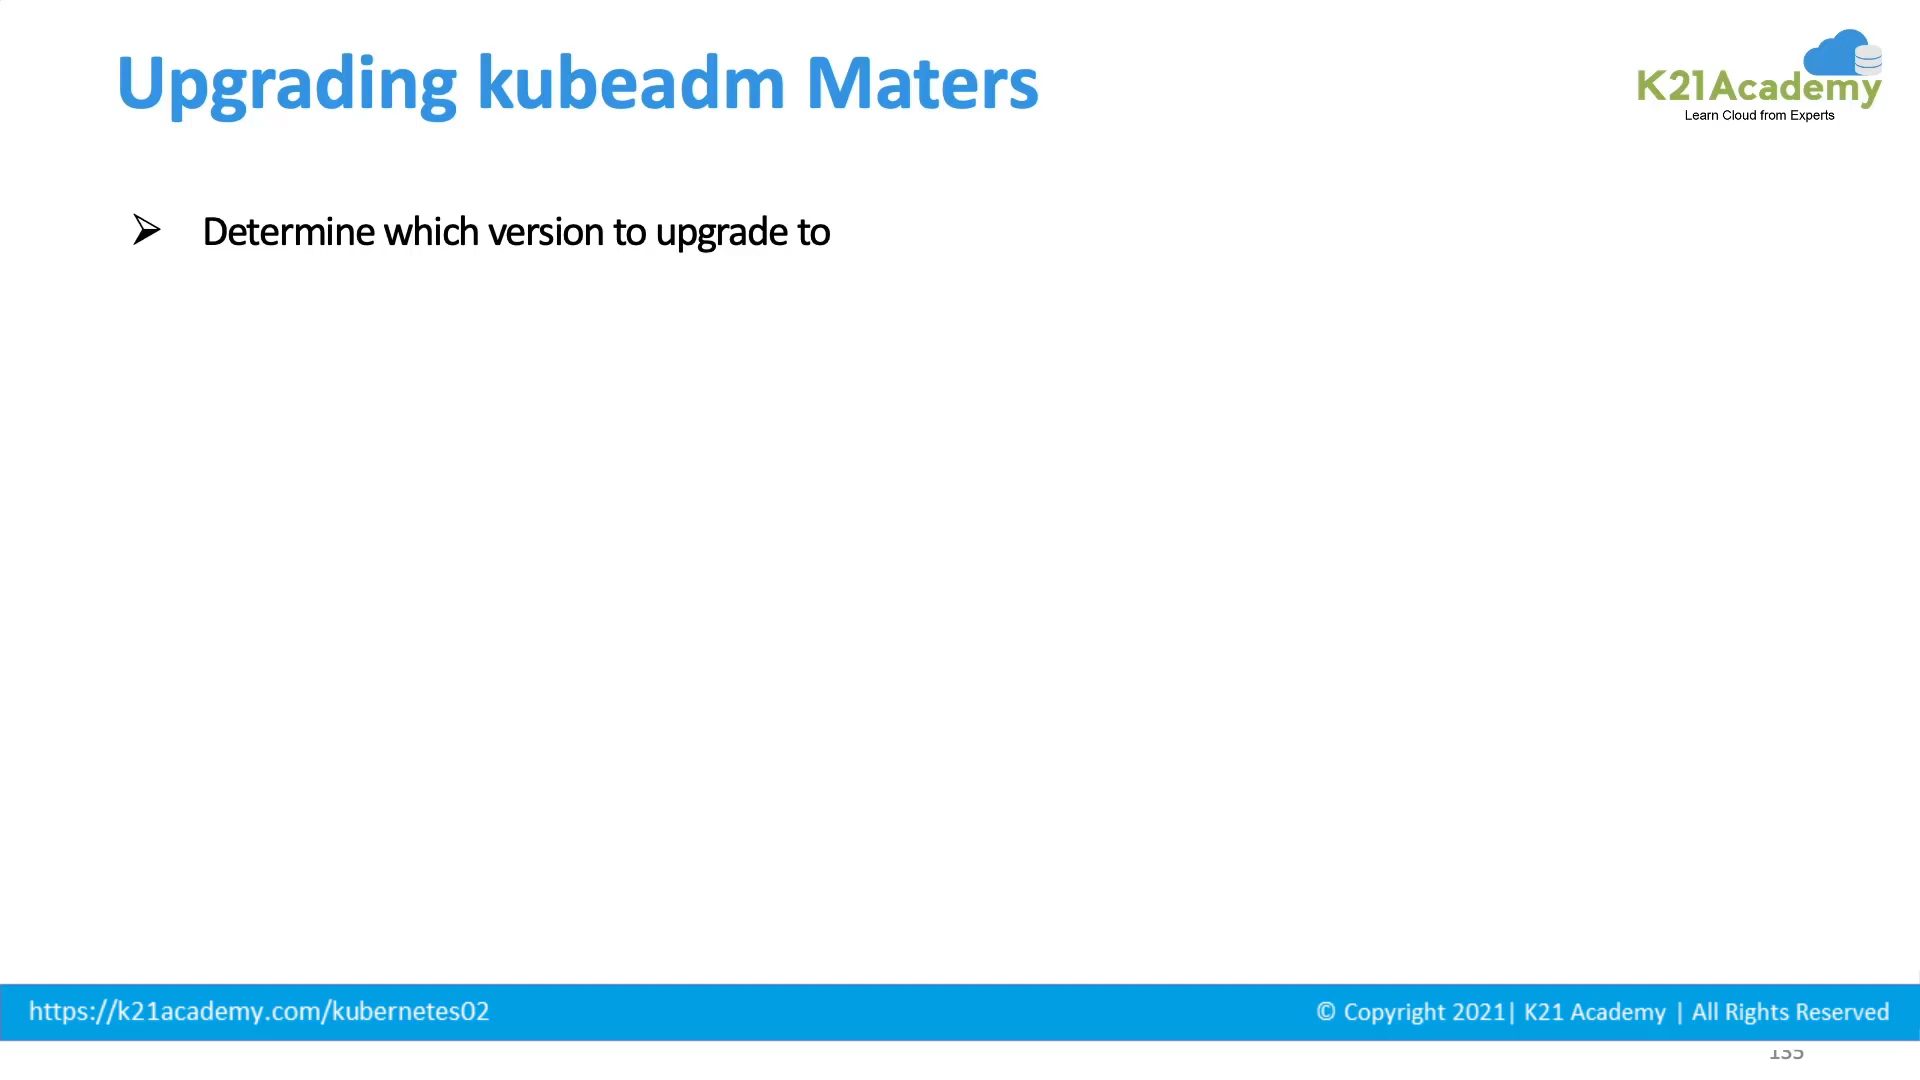 Upgrading kubeadm Maters
K21Academy
Learn Cloud from Experts
Determine which version to upgrade to
https://k21academy.com/kubernetes02
© Copyright 2021| K21 Academy | All Rights Reserved
135